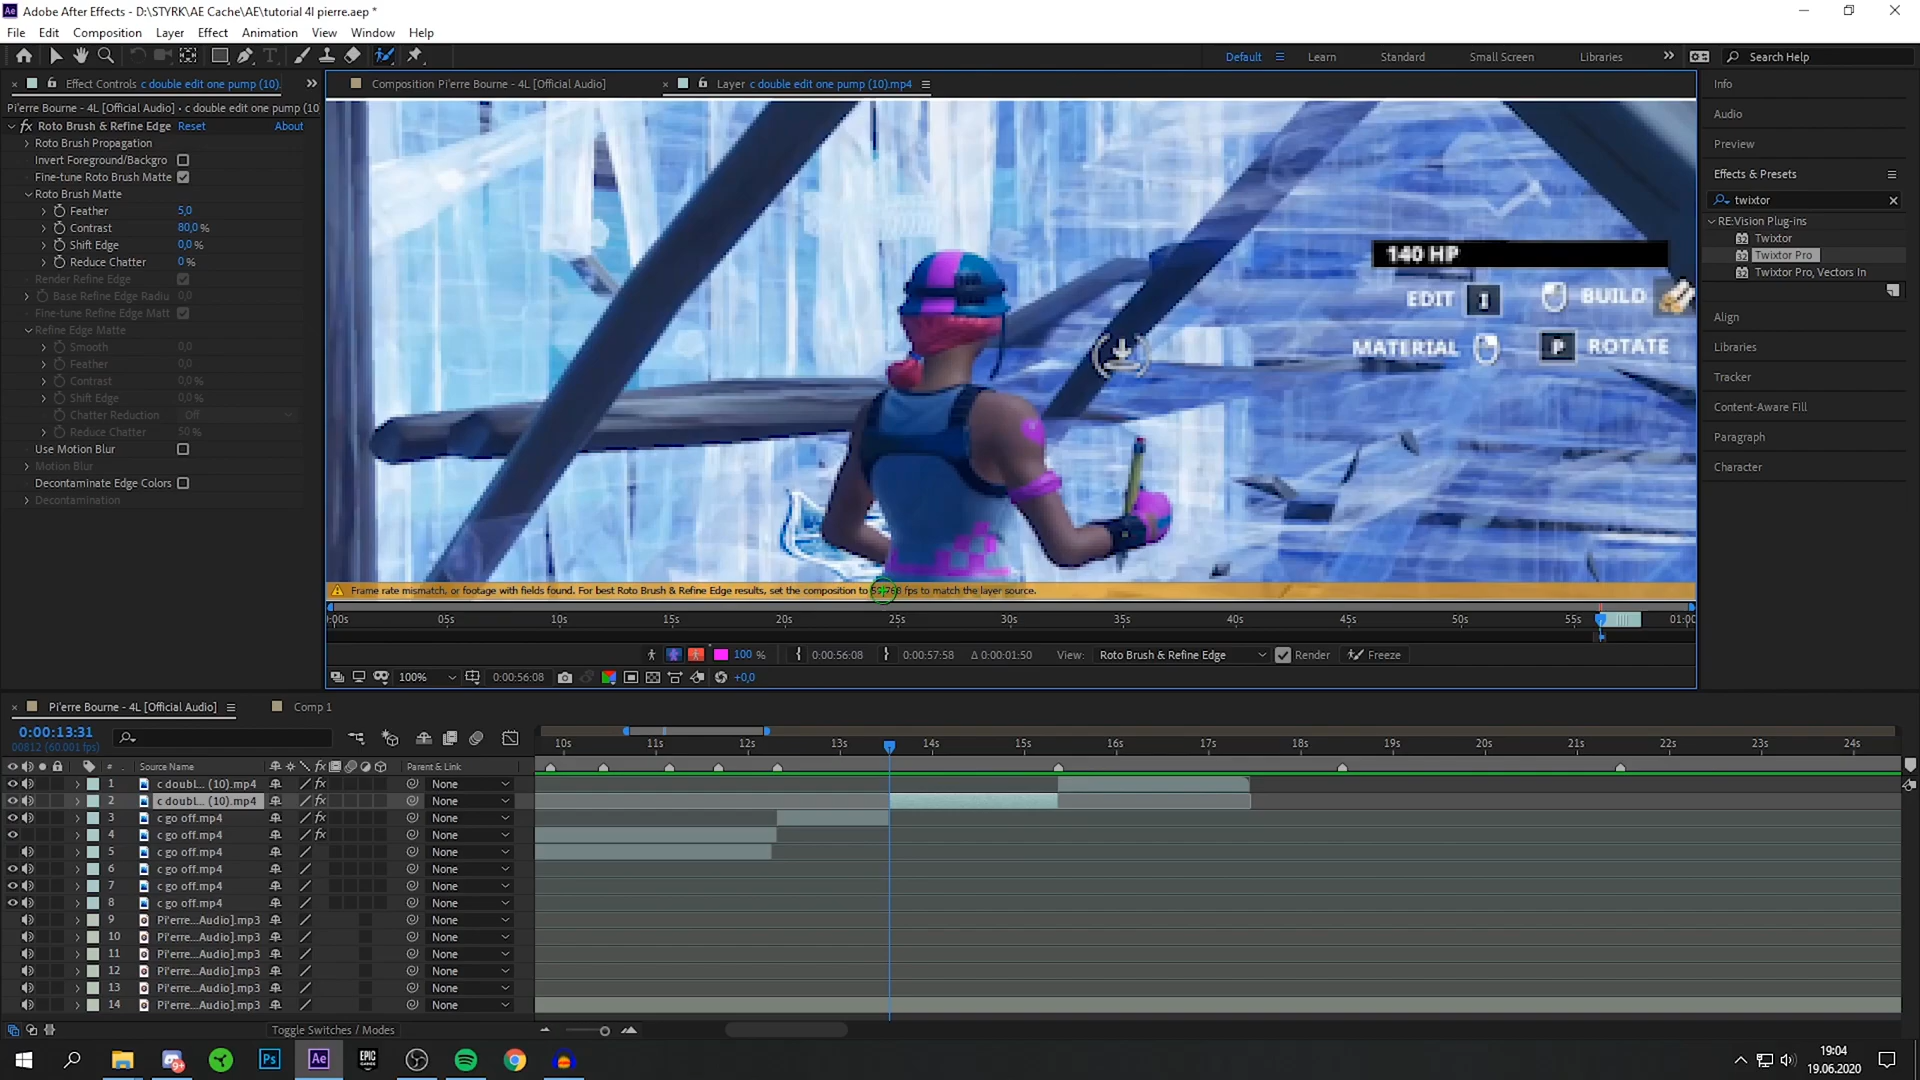 Adobe After Effects - D:\STYRK\AE Cache\AE\tutorial 4l pierre.aep *
File Edit Composition Layer Effect Animation View Window Help
Default Learn Standard Small Screen Libraries Search Help
Effect Controls c double edit one pump (10).
Composition Pi'erre Bourne - 4L [Official Audio]
Layer c double edit one pump (10).mp4
Pi'erre Bourne - 4L [Official Audio] • c double edit one pump (10
fx Roto Brush & Refine Edge Reset About
Roto Brush Propagation
Invert Foreground/Backgro
Fine-tune Roto Brush Matte
Roto Brush Matte
Feather 5,0
Contrast 80,0 %
Shift Edge 0,0 %
Reduce Chatter 0 %
Render Refine Edge
Base Refine Edge Radiu 0,0
Fine-tune Refine Edge Matt
Refine Edge Matte
Smooth 0,0
Feather 0,0
Contrast 0,0 %
Shift Edge 0,0 %
Chatter Reduction Off
Reduce Chatter 50 %
Use Motion Blur
Motion Blur
Decontaminate Edge Colors
Decontamination
140 HP
EDIT I BUILD
MATERIAL P ROTATE
Frame rate mismatch, or footage with fields found. For best Roto Brush & Refine Edge results, set the composition to fps to match the layer source.
:00s 05s 10s 15s 20s 25s 30s 35s 40s 45s 50s 55s 01:00
100 % 0:00:56:08 0:00:57:58 Δ 0:00:01:50 View: Roto Brush & Refine Edge Render Freeze
100% 0:00:56:08 +0,0
Info
Audio
Preview
Effects & Presets
twixtor
RE:Vision Plug-ins
32 Twixtor
32 Twixtor Pro
32 Twixtor Pro, Vectors In
Align
Libraries
Tracker
Content-Aware Fill
Paragraph
Character
Pi'erre Bourne - 4L [Official Audio] Comp 1
0:00:13:31
00812 (60.001 fps)
10s 11s 12s 13s 14s 15s 16s 17s 18s 19s 20s 21s 22s 23s 24s
# Source Name fx Parent & Link
1 c doubl... (10).mp4 fx None
2 c doubl... (10).mp4 fx None
3 c go off.mp4 fx None
4 c go off.mp4 fx None
5 c go off.mp4 None
6 c go off.mp4 None
7 c go off.mp4 None
8 c go off.mp4 None
9 Pi'erre...Audio].mp3 None
10 Pi'erre...Audio].mp3 None
11 Pi'erre...Audio].mp3 None
12 Pi'erre...Audio].mp3 None
13 Pi'erre...Audio].mp3 None
14 Pi'erre...Audio].mp3 None
Toggle Switches / Modes
Ps Ae EPIC GAMES
19:04
19.06.2020